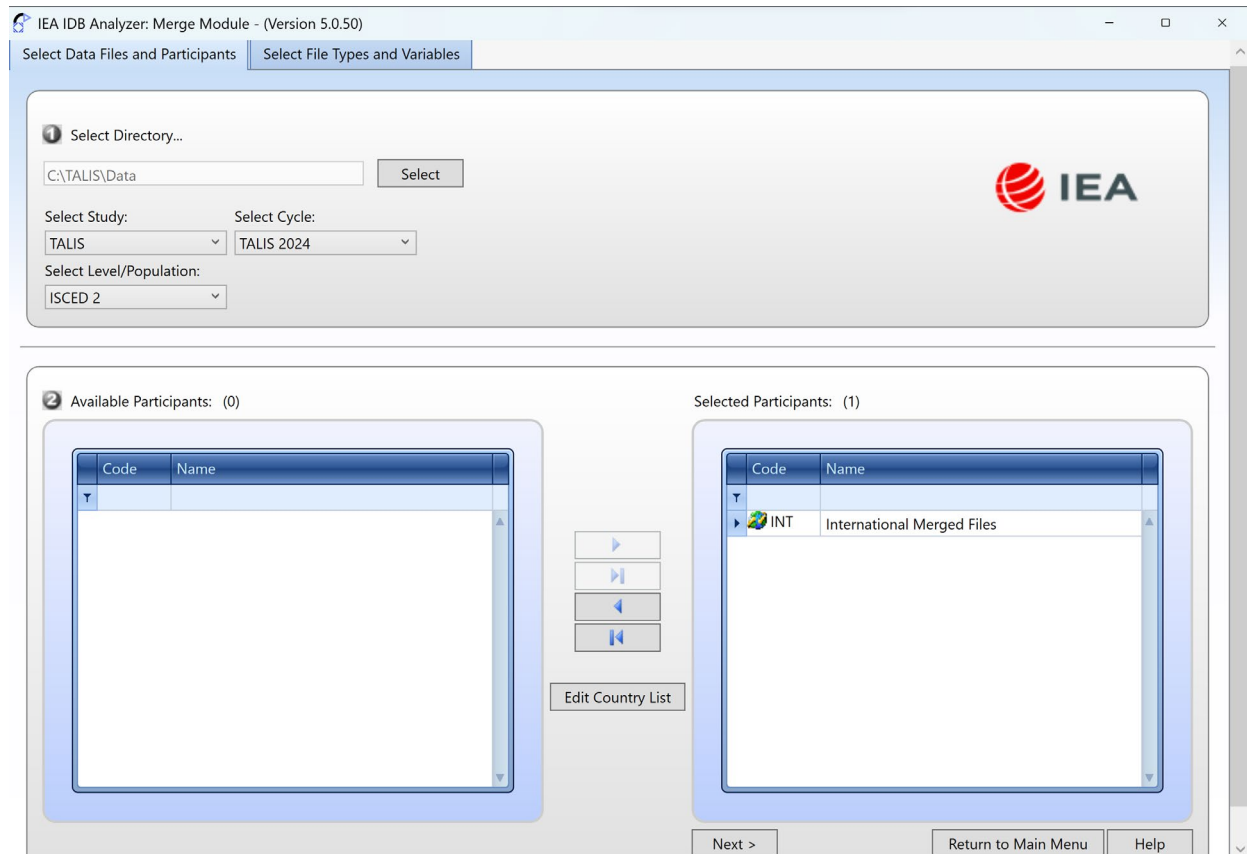 IEA IDB Analyzer: Merge Module - (Version 5.0.50)
Select Data Files and Participants
Select File Types and Variables
1 Select Directory...
C:\TALIS\Data
Select
IEA
Select Study:
Select Cycle:
TALIS
TALIS 2024
Select Level/Population:
ISCED 2
2 Available Participants: (0)
Selected Participants: (1)
Code Name
Code Name
INT International Merged Files
Edit Country List
Next >
Return to Main Menu
Help